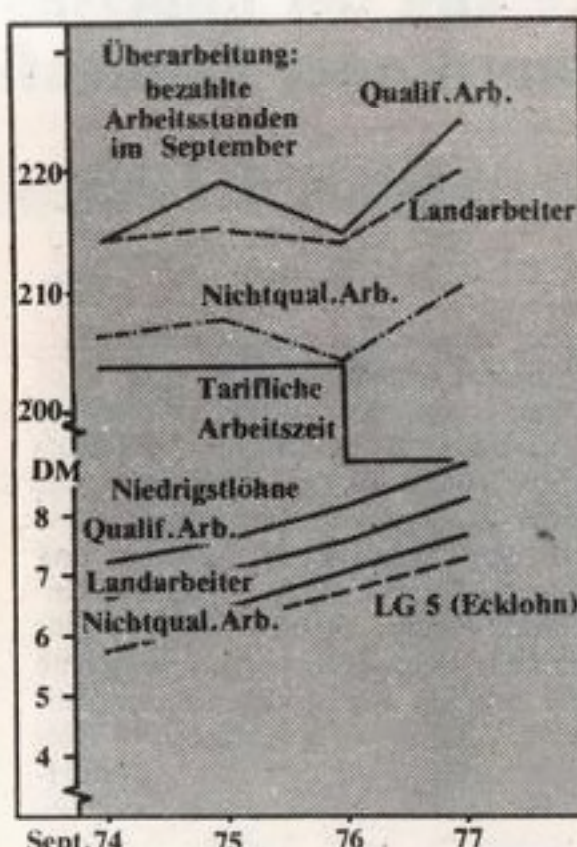 Überarbeitung:
bezahlte
Arbeitsstunden
im September
Qualif.Arb.
220
Landarbeiter
210
Nichtqual.Arb.
200
Tarifliche
Arbeitszeit
DM
Niedrigstlöhne
8
Qualif.Arb.
7
Landarbeiter
Nichtqual.Arb.
LG 5 (Ecklohn)
6
5
4
Sept.74 75 76 77